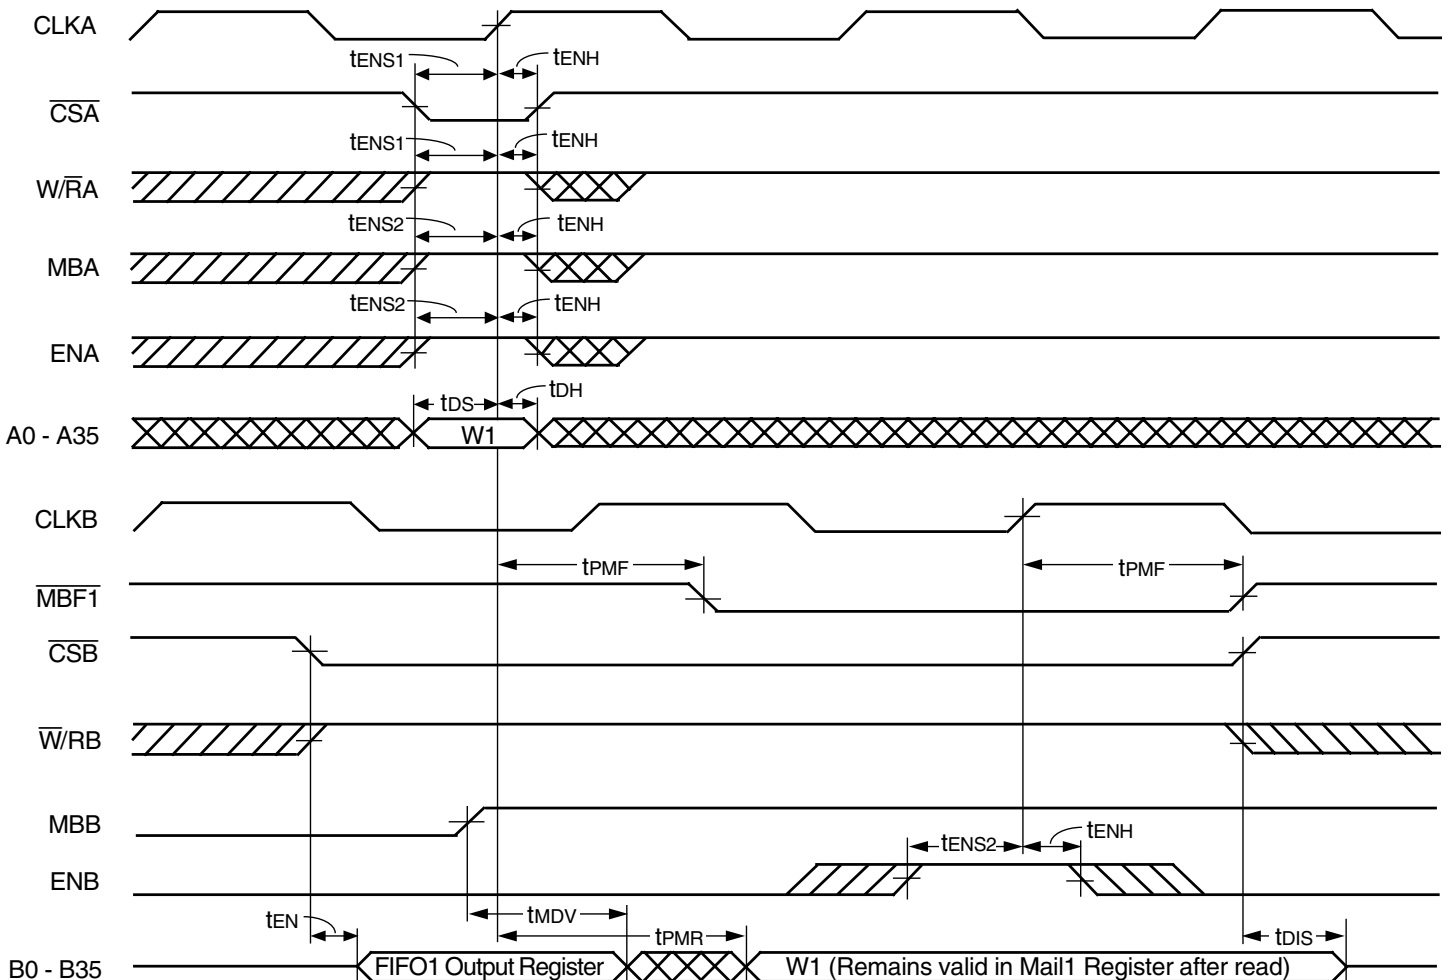 CLKA
tENS1 tENH
CSA
tENS1 tENH
W/RA
tENS2 tENH
MBA
tENS2 tENH
ENA
tDS tDH
A0 - A35 W1
CLKB
tPMF tPMF
MBF1
CSB
W/RB
MBB
tENS2 tENH
ENB
tEN tMDV
tPMR tDIS
B0 - B35 FIFO1 Output Register W1 (Remains valid in Mail1 Register after read)